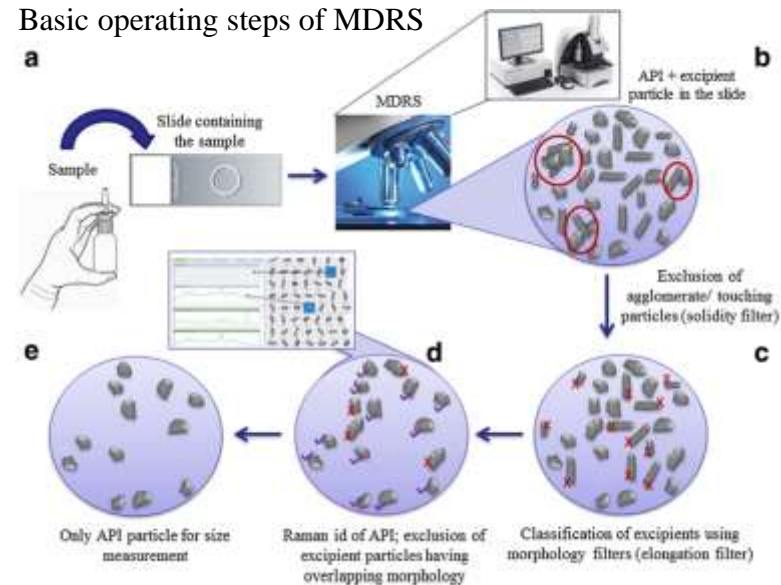 Basic operating steps of MDRS
a
Sample
Slide containing
the sample
MDRS
b
API + excipient
particle in the slide
Exclusion of
agglomerate/ touching
particles (solidity filter)
c
Classification of excipients using
morphology filters (elongation filter)
d
Raman id of API; exclusion of
excipient particles having
overlapping morphology
e
Only API particle for size
measurement